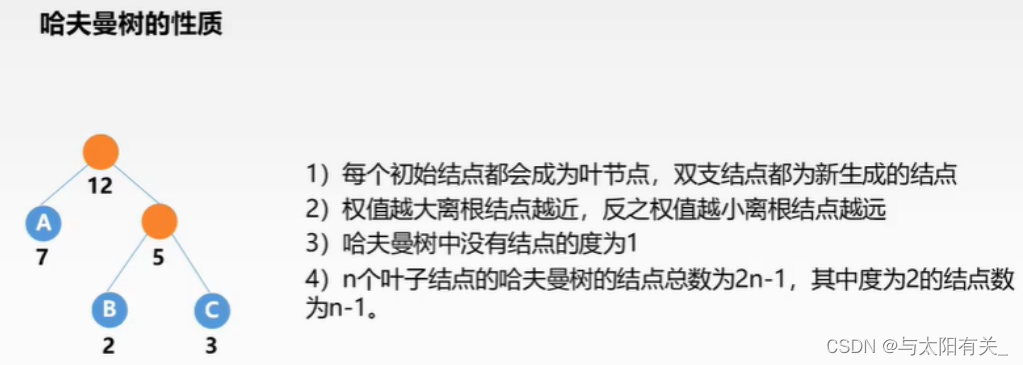 哈夫曼树的性质
12
A
7
5
B
2
C
3
1）每个初始结点都会成为叶节点，双支结点都为新生成的结点
2）权值越大离根结点越近，反之权值越小离根结点越远
3）哈夫曼树中没有结点的度为1
4）n个叶子结点的哈夫曼树的结点总数为2n-1，其中度为2的结点数
为n-1。
CSDN @与太阳有关_